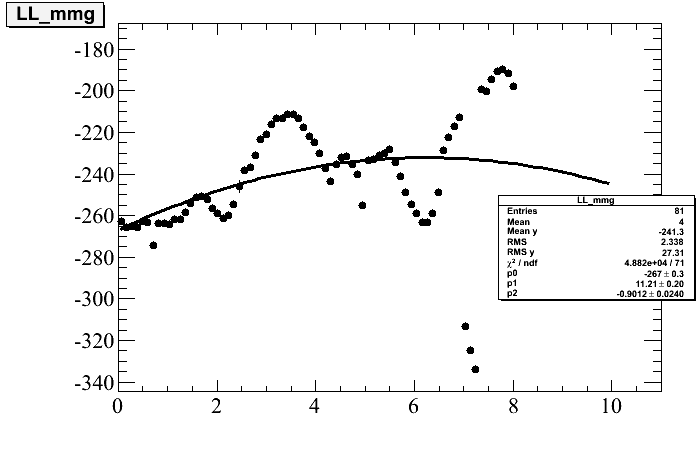 LL_mmg
-180
-200
-220
-240
-260
-280
-300
-320
-340
0 2 4 6 8 10
LL_mmg
Entries 81
Mean 4
Mean y -241.3
RMS 2.338
RMS y 27.31
χ² / ndf 4.882e+04 / 71
p0 -267 ± 0.3
p1 11.21 ± 0.20
p2 -0.9012 ± 0.0240